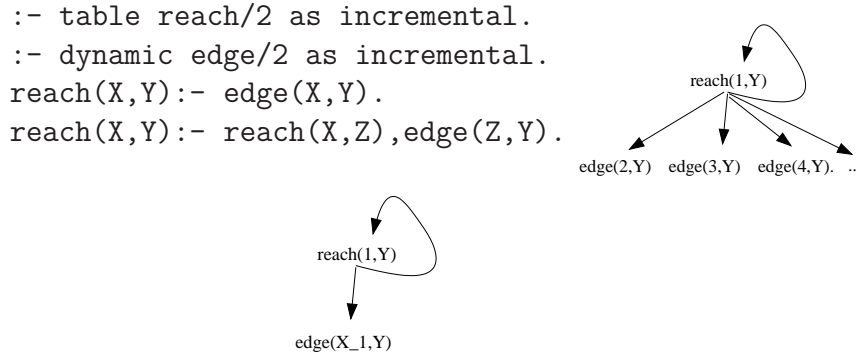 :- table reach/2 as incremental.
:- dynamic edge/2 as incremental.
reach(X,Y):- edge(X,Y).
reach(X,Y):- reach(X,Z),edge(Z,Y).
reach(1,Y)
edge(2,Y) edge(3,Y) edge(4,Y). ..
reach(1,Y)
edge(X_1,Y)